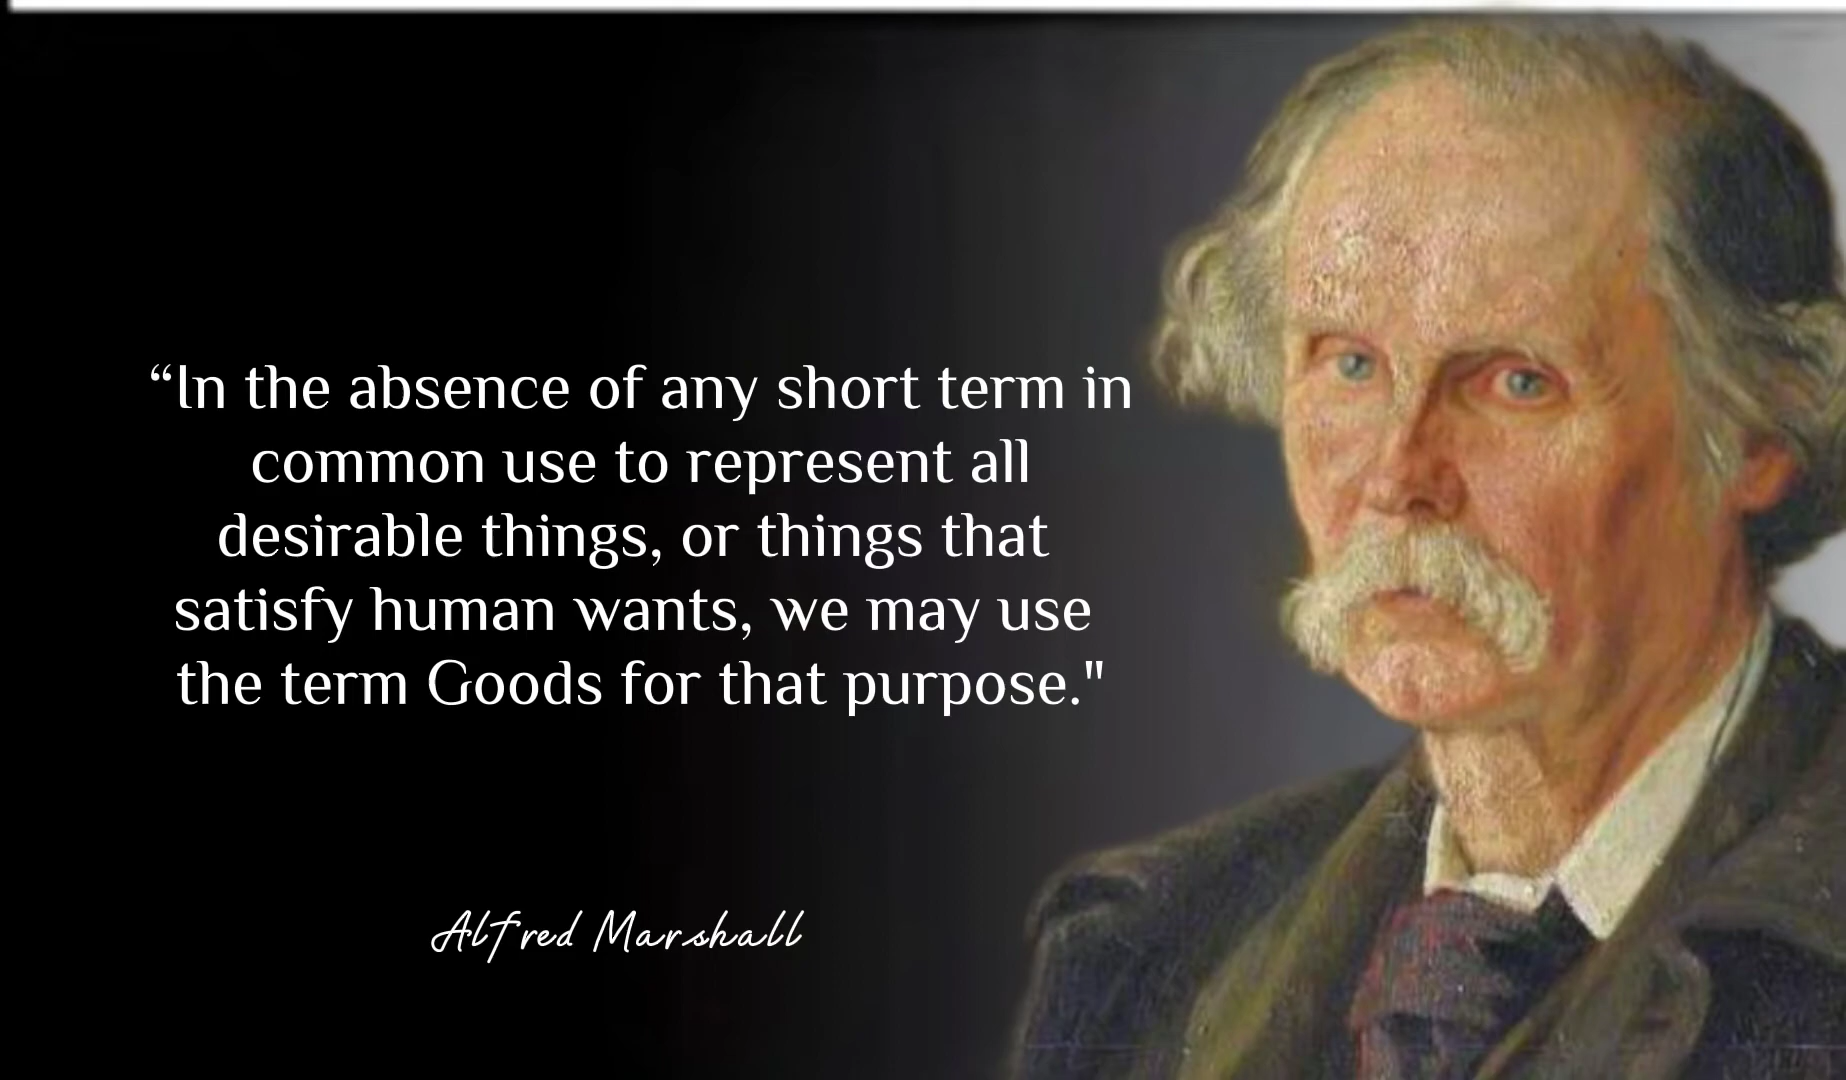 “In the absence of any short term in
common use to represent all
desirable things, or things that
satisfy human wants, we may use
the term Goods for that purpose."
Alfred Marshall